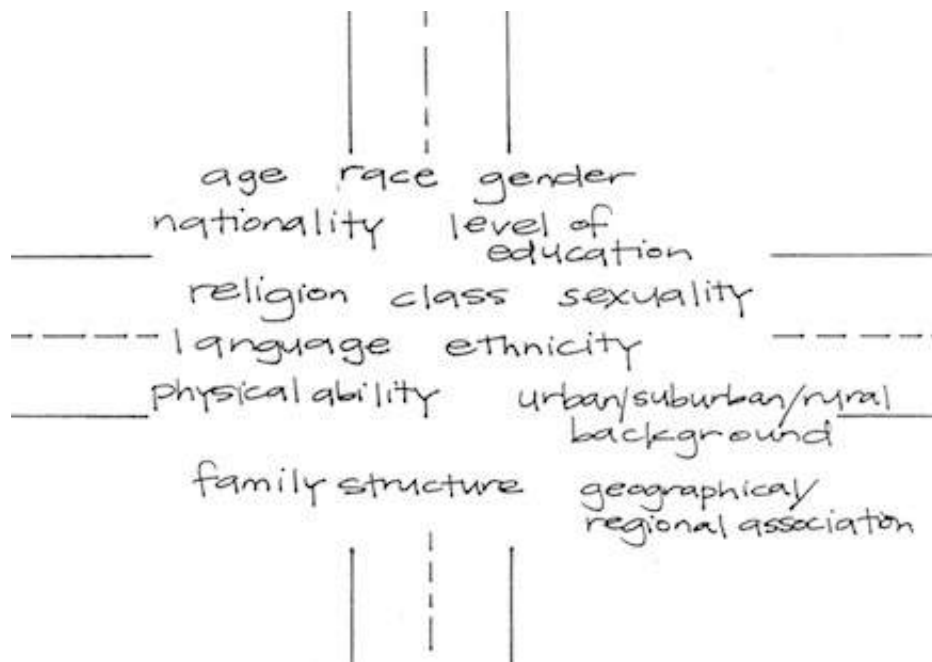 age race gender
nationality level of
education
religion class sexuality
language ethnicity
physical ability urban/suburban/rural
background
family structure geographical/
regional association